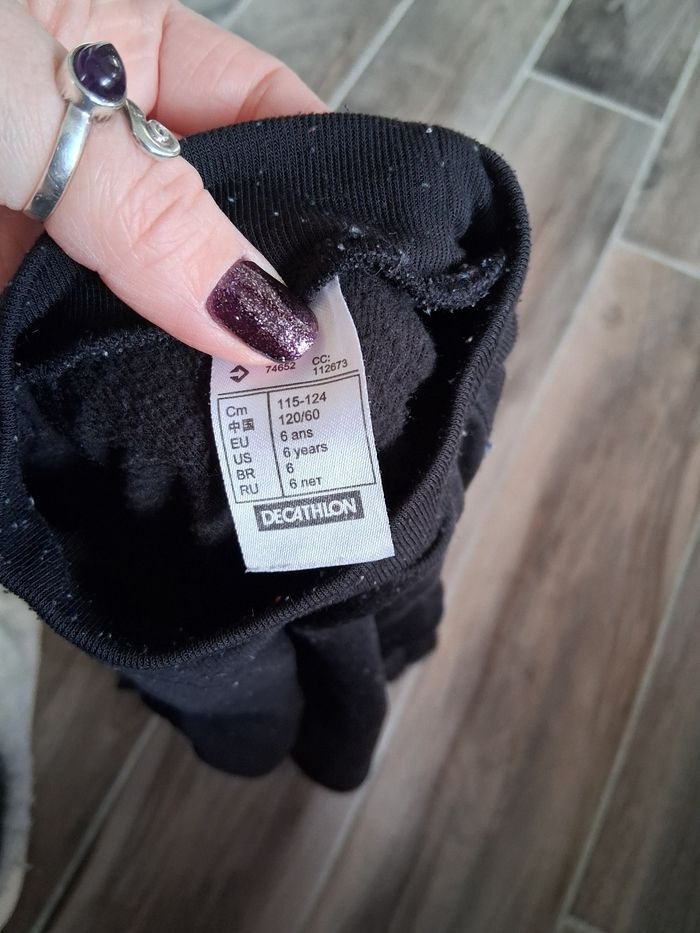 74652 CC:
112673
Cm 115-124
中国 120/60
EU 6 ans
US 6 years
BR 6
RU 6 лет
DECATHLON